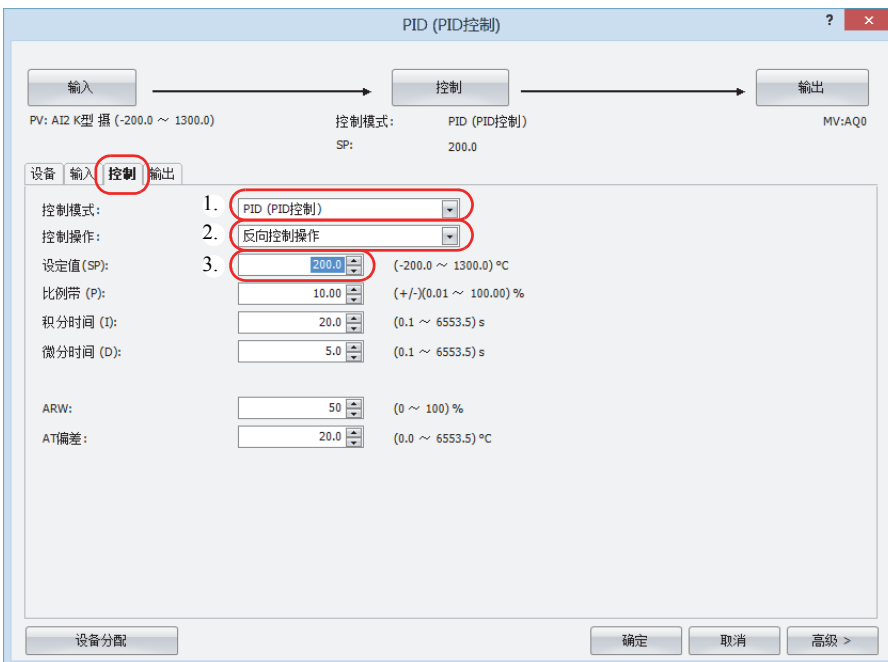 PID (PID控制)
? ×
输入 控制 输出
PV: AI2 K型 摄 (-200.0 ～ 1300.0) 控制模式: PID (PID控制) MV:AQ0
SP: 200.0
设备 输入 控制 输出
控制模式: 1. PID (PID控制)
控制操作: 2. 反向控制操作
设定值(SP): 3. 200.0 (-200.0 ～ 1300.0) ºC
比例带 (P): 10.00 (+/-)(0.01 ～ 100.00) %
积分时间 (I): 20.0 (0.1 ～ 6553.5) s
微分时间 (D): 5.0 (0.1 ～ 6553.5) s
ARW: 50 (0 ～ 100) %
AT偏差: 20.0 (0.0 ～ 6553.5) ºC
设备分配 确定 取消 高级 >